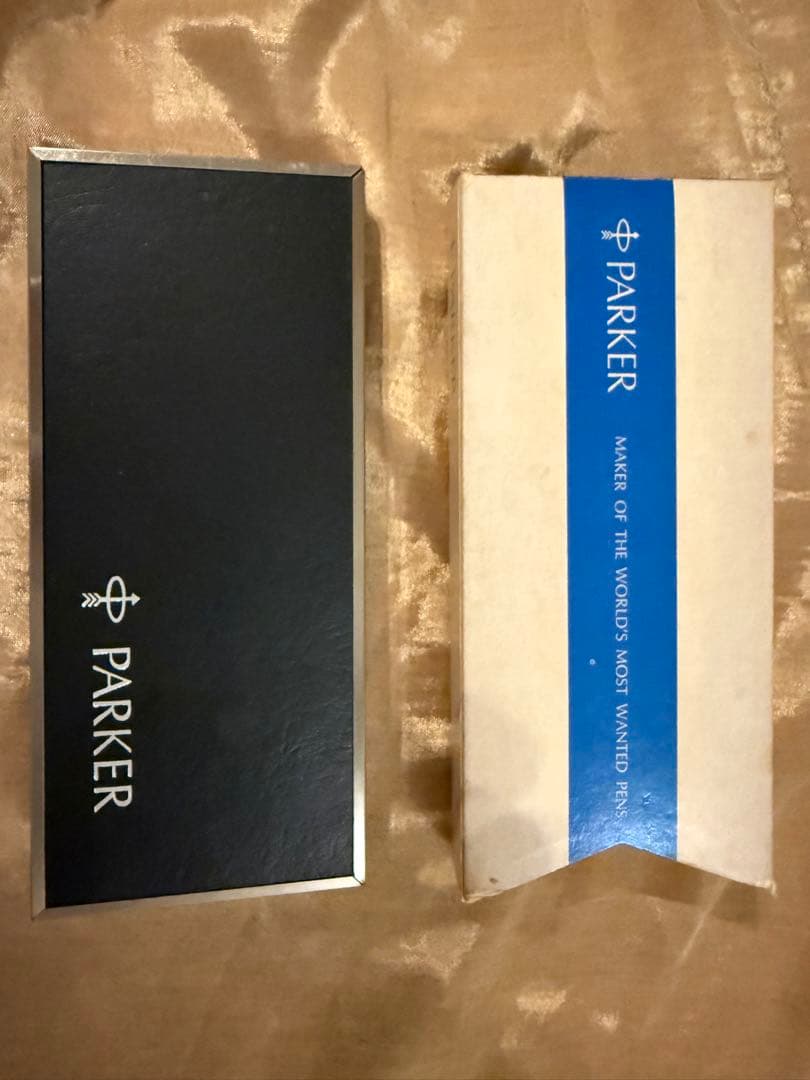 PARKER
PARKER
MAKER OF THE WORLD'S MOST WANTED PENS